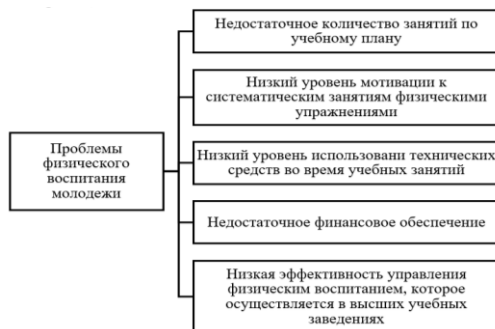 Проблемы
физического
воспитания
молодежи
Недостаточное количество занятий по
учебному плану
Низкий уровень мотивации к
систематическим занятиям физическими
упражнениями
Низкий уровень использовани технических
средств во время учебных занятий
Недостаточное финансовое обеспечение
Низкая эффективность управления
физическим воспитанием, которое
осуществляется в высших учебных
заведениях